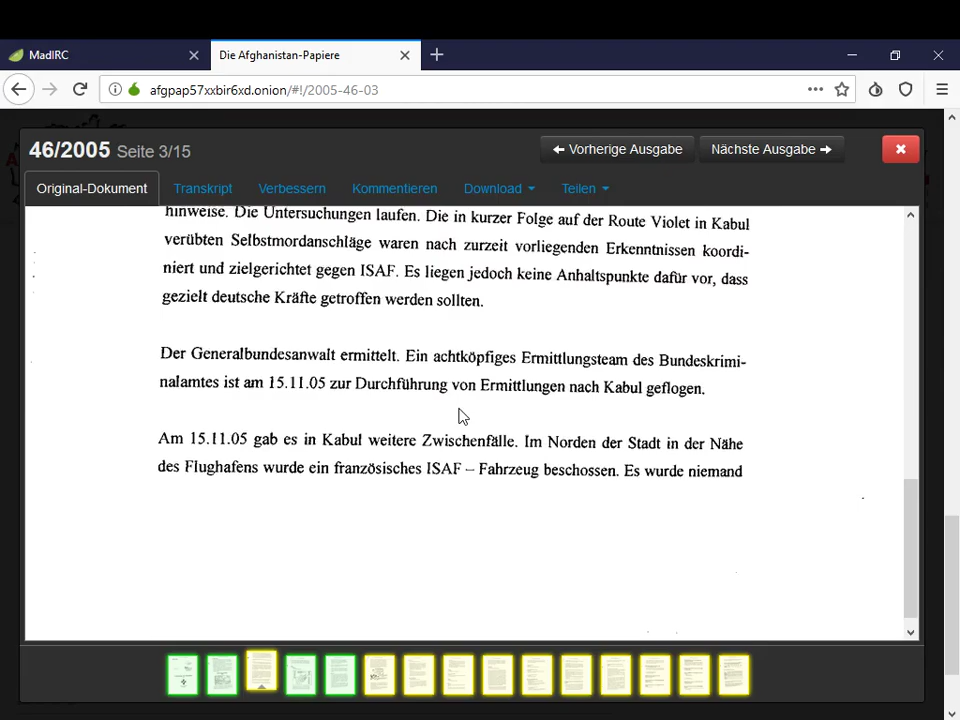 MadIRC
Die Afghanistan-Papiere
afgpap57xxbir6xd.onion/#!/2005-46-03
46/2005 Seite 3/15
Vorherige Ausgabe
Nächste Ausgabe
Original-Dokument
Transkript
Verbessern
Kommentieren
Download
Teilen
hinweise. Die Untersuchungen laufen. Die in kurzer Folge auf der Route Violet in Kabul
verübten Selbstmordanschläge waren nach zurzeit vorliegenden Erkenntnissen koordi-
niert und zielgerichtet gegen ISAF. Es liegen jedoch keine Anhaltspunkte dafür vor, dass
gezielt deutsche Kräfte getroffen werden sollten.
Der Generalbundesanwalt ermittelt. Ein achtköpfiges Ermittlungsteam des Bundeskrimi-
nalamtes ist am 15.11.05 zur Durchführung von Ermittlungen nach Kabul geflogen.
Am 15.11.05 gab es in Kabul weitere Zwischenfälle. Im Norden der Stadt in der Nähe
des Flughafens wurde ein französisches ISAF – Fahrzeug beschossen. Es wurde niemand